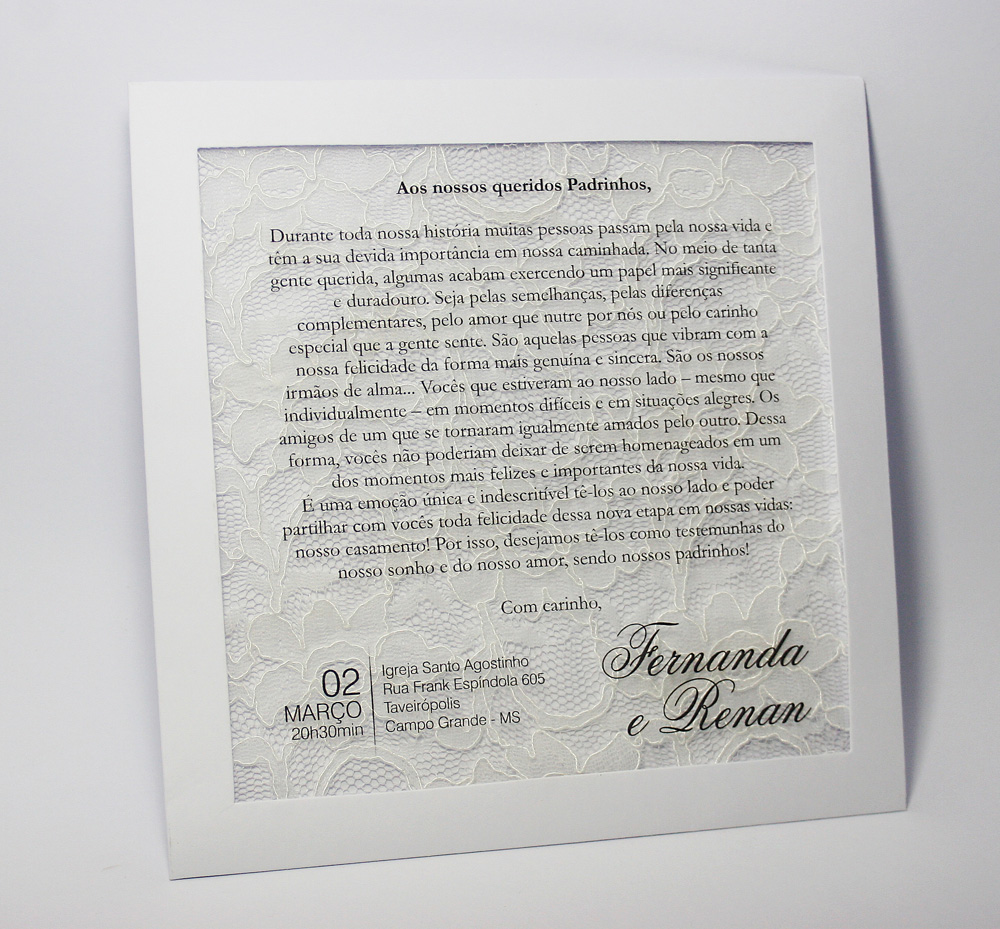 Aos nossos queridos Padrinhos,
Durante toda nossa história muitas pessoas passam pela nossa vida e
têm a sua devida importância em nossa caminhada. No meio de tanta
gente querida, algumas acabam exercendo um papel mais significante
e duradouro. Seja pelas semelhanças, pelas diferenças
complementares, pelo amor que nutre por nós ou pelo carinho
especial que a gente sente. São aquelas pessoas que vibram com a
nossa felicidade da forma mais genuína e sincera. São os nossos
irmãos de alma... Vocês que estiveram ao nosso lado – mesmo que
individualmente – em momentos difíceis e em situações alegres. Os
amigos de um que se tornaram igualmente amados pelo outro. Dessa
forma, vocês não poderiam deixar de serem homenageados em um
dos momentos mais felizes e importantes da nossa vida.
É uma emoção única e indescritível tê-los ao nosso lado e poder
partilhar com vocês toda felicidade dessa nova etapa em nossas vidas:
nosso casamento! Por isso, desejamos tê-los como testemunhas do
nosso sonho e do nosso amor, sendo nossos padrinhos!
Com carinho,
Fernanda
e Renan
02
MARÇO
20h30min
Igreja Santo Agostinho
Rua Frank Espíndola 605
Taveirópolis
Campo Grande - MS